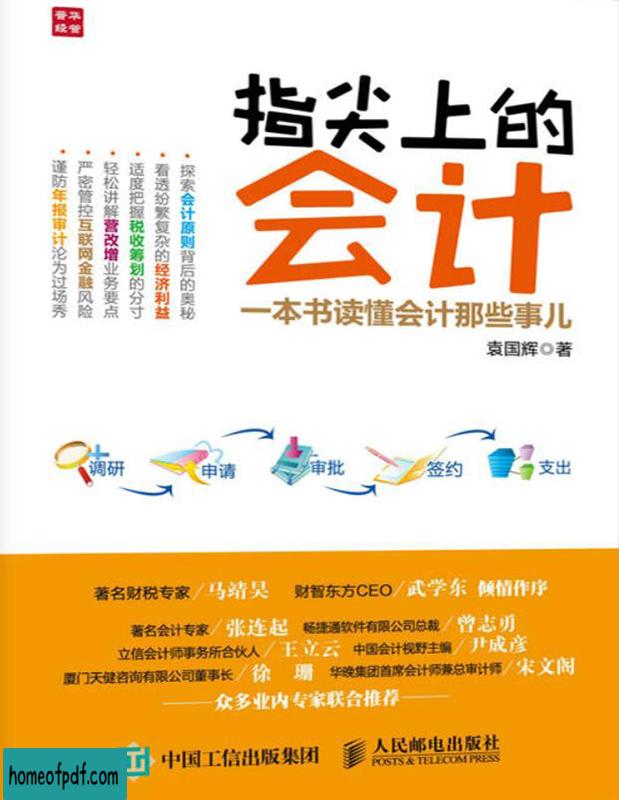 普华
经管
指尖上的
会计
一本书读懂会计那些事儿
袁国辉◎著
• 探索会计原则背后的奥秘
• 看透纷繁复杂的经济利益
• 适度把握税收筹划的分寸
• 轻松讲解营改增业务要点
• 严密管控互联网金融风险
• 谨防年报审计沦为过场秀
调研
申请
审批
签约
支出
著名财税专家/马靖昊 财智东方CEO/武学东 倾情作序
著名会计专家/张连起 畅捷通软件有限公司总裁/曾志勇
立信会计师事务所合伙人/王立云 中国会计视野主编/尹成彦
厦门天健咨询有限公司董事长/徐 珊 华晚集团首席会计师兼总审计师/宋文阁
——众多业内专家联合推荐——
中国工信出版集团
人民邮电出版社
POSTS & TELECOM PRESS
homeofpdf.com